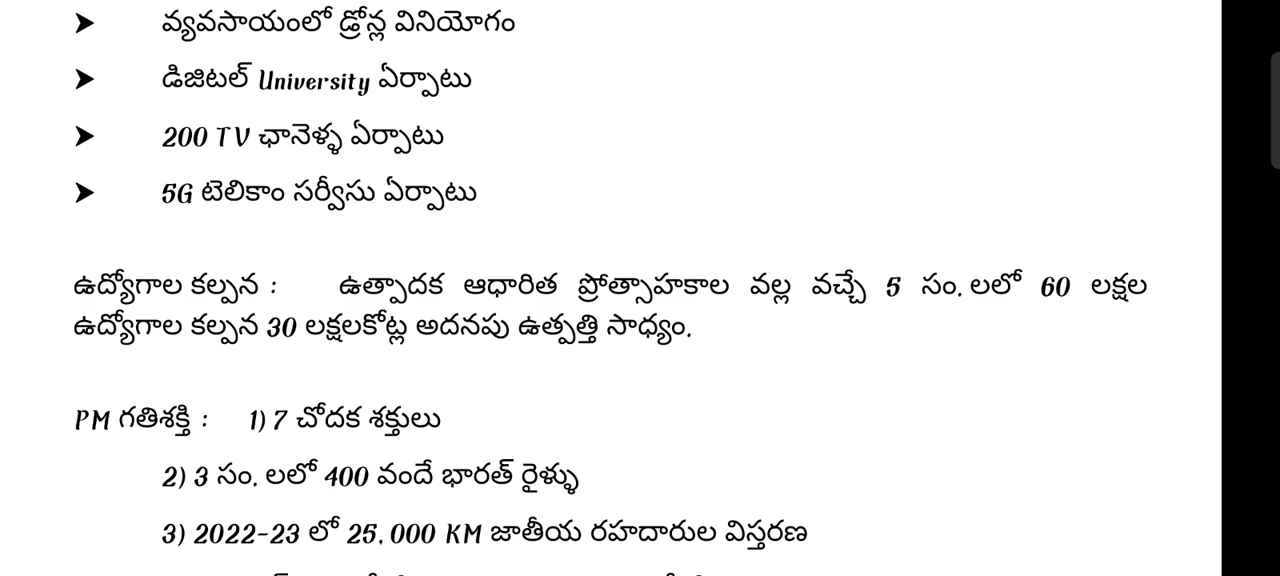 ➤ వ్యవసాయంలో డ్రోన్ల వినియోగం
➤ డిజిటల్ University ఏర్పాటు
➤ 200 TV ఛానెళ్ళ ఏర్పాటు
➤ 5G టెలికాం సర్వీసు ఏర్పాటు
ఉద్యోగాల కల్పన : ఉత్పాదక ఆధారిత ప్రోత్సాహకాల వల్ల వచ్చే 5 సం. లలో 60 లక్షల
ఉద్యోగాల కల్పన 30 లక్షలకోట్ల అదనపు ఉత్పత్తి సాధ్యం.
PM గతిశక్తి : 1) 7 చోదక శక్తులు
2) 3 సం. లలో 400 వందే భారత్ రైళ్ళు
3) 2022-23 లో 25,000 KM జాతీయ రహదారుల విస్తరణ